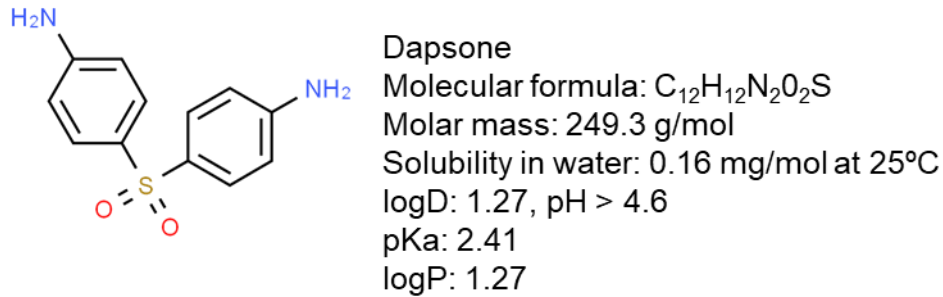 H₂N
NH₂
S
O
O
Dapsone
Molecular formula: C₁₂H₁₂N₂0₂S
Molar mass: 249.3 g/mol
Solubility in water: 0.16 mg/mol at 25ºC
logD: 1.27, pH > 4.6
pKa: 2.41
logP: 1.27